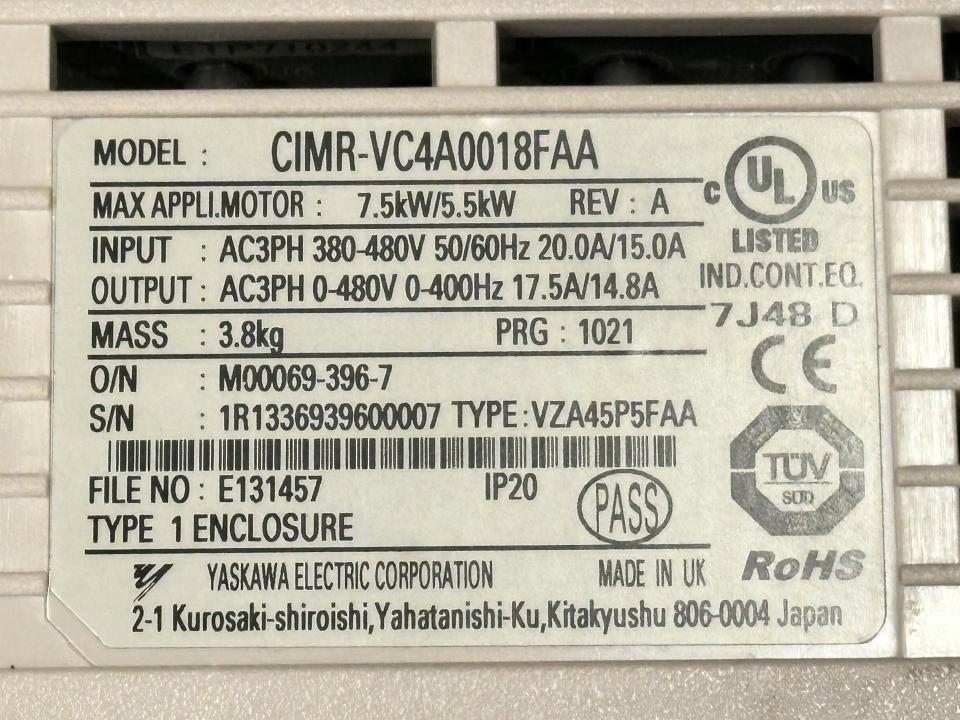 MODEL : CIMR-VC4A0018FAA
MAX APPLI.MOTOR : 7.5kW/5.5kW REV : A
INPUT : AC3PH 380-480V 50/60Hz 20.0A/15.0A
OUTPUT : AC3PH 0-480V 0-400Hz 17.5A/14.8A
MASS : 3.8kg PRG : 1021
O/N : M00069-396-7
S/N : 1R1336939600007 TYPE : VZA45P5FAA
FILE NO : E131457 IP20
TYPE 1 ENCLOSURE
PASS
YASKAWA ELECTRIC CORPORATION MADE IN UK
2-1 Kurosaki-shiroishi,Yahatanishi-Ku,Kitakyushu 806-0004 Japan
C UL US
LISTED
IND.CONT.EQ.
7J48 D
CE
TÜV
SÜD
RoHS